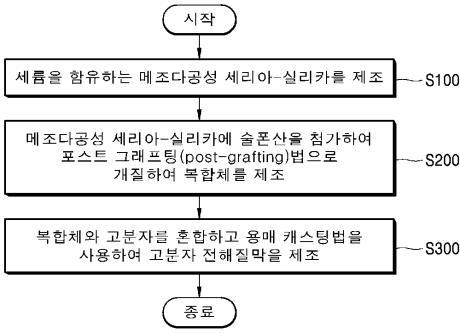 시작
세륨을 함유하는 메조다공성 세리아-실리카를 제조
S100
메조다공성 세리아-실리카에 술폰산을 첨가하여
포스트 그래프팅(post-grafting)법으로
개질하여 복합체를 제조
S200
복합체와 고분자를 혼합하고 용매 캐스팅법을
사용하여 고분자 전해질막을 제조
S300
종료